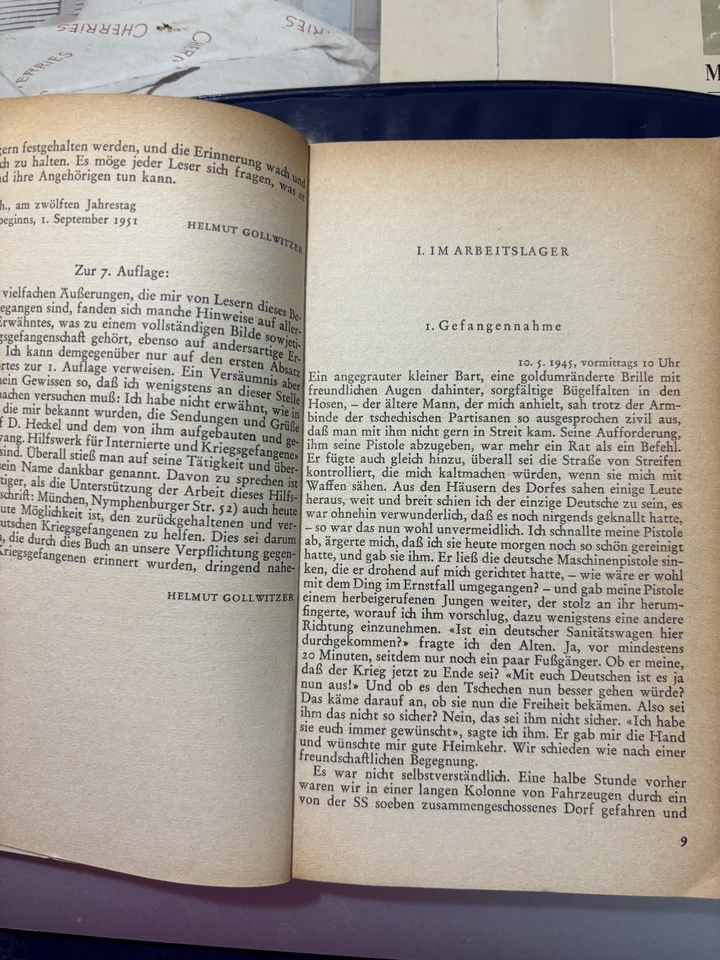 CHERRIES
CHER
ERRIES
RIES
M
gern festgehalten werden, und die Erinnerung wach und
ch zu halten. Es möge jeder Leser sich fragen, was er
nd ihre Angehörigen tun kann.
h., am zwölften Jahrestag
beginns, 1. September 1951
HELMUT GOLLWITZER
Zur 7. Auflage:
vielfachen Äußerungen, die mir von Lesern dieses Be-
egangen sind, fanden sich manche Hinweise auf aller-
Erwähntes, was zu einem vollständigen Bilde sowjeti-
gsgefangenschaft gehört, ebenso auf andersartige Er-
Ich kann demgegenüber nur auf den ersten Absatz
ortes zur 1. Auflage verweisen. Ein Versäumnis aber
mein Gewissen so, daß ich wenigstens an dieser Stelle
machen versuchen muß: Ich habe nicht erwähnt, wie in
die mir bekannt wurden, die Sendungen und Grüße
f D. Heckel und dem von ihm aufgebauten und ge-
vang. Hilfswerk für Internierte und Kriegsgefangene»
sind. Überall stieß man auf seine Tätigkeit und über-
sein Name dankbar genannt. Davon zu sprechen ist
tiger, als die Unterstützung der Arbeit dieses Hilfs-
schrift: München, Nymphenburger Str. 52) auch heute
ute Möglichkeit ist, den zurückgehaltenen und ver-
utschen Kriegsgefangenen zu helfen. Dies sei darum
n, die durch dies Buch an unsere Verpflichtung gegen-
Kriegsgefangenen erinnert wurden, dringend nahe-
HELMUT GOLLWITZER
I. IM ARBEITSLAGER
1. Gefangennahme
10. 5. 1945, vormittags 10 Uhr
Ein angegrauter kleiner Bart, eine goldumränderte Brille mit
freundlichen Augen dahinter, sorgfältige Bügelfalten in den
Hosen, – der ältere Mann, der mich anhielt, sah trotz der Arm-
binde der tschechischen Partisanen so ausgesprochen zivil aus,
daß man mit ihm nicht gern in Streit kam. Seine Aufforderung,
ihm seine Pistole abzugeben, war mehr ein Rat als ein Befehl.
Er fügte auch gleich hinzu, überall sei die Straße von Streifen
kontrolliert, die mich kaltmachen würden, wenn sie mich mit
Waffen sähen. Aus den Häusern des Dorfes sahen einige Leute
heraus, weit und breit schien ich der einzige Deutsche zu sein, es
war ohnehin verwunderlich, daß es noch nirgends geknallt hatte,
– so war das nun wohl unvermeidlich. Ich schnallte meine Pistole
ab, ärgerte mich, daß ich sie heute morgen noch so schön gereinigt
hatte, und gab sie ihm. Er ließ die deutsche Maschinenpistole sin-
ken, die er drohend auf mich gerichtet hatte, – wie wäre er wohl
mit dem Ding im Ernstfall umgegangen? – und gab meine Pistole
einem herbeigerufenen Jungen weiter, der stolz an ihr herum-
fingerte, worauf ich ihm vorschlug, dazu wenigstens eine andere
Richtung einzunehmen. «Ist ein deutscher Sanitätswagen hier
durchgekommen?» fragte ich den Alten. Ja, vor mindestens
20 Minuten, seitdem nur noch ein paar Fußgänger. Ob er meine,
daß der Krieg jetzt zu Ende sei? «Mit euch Deutschen ist es ja
nun aus!» Und ob es den Tschechen nun besser gehen würde?
Das käme darauf an, ob sie nun die Freiheit bekämen. Also sei
ihm das nicht so sicher? Nein, das sei ihm nicht sicher. «Ich habe
sie euch immer gewünscht», sagte ich ihm. Er gab mir die Hand
und wünschte mir gute Heimkehr. Wir schieden wie nach einer
freundschaftlichen Begegnung.
Es war nicht selbstverständlich. Eine halbe Stunde vorher
waren wir in einer langen Kolonne von Fahrzeugen durch ein
von der SS soeben zusammengeschossenes Dorf gefahren und
9